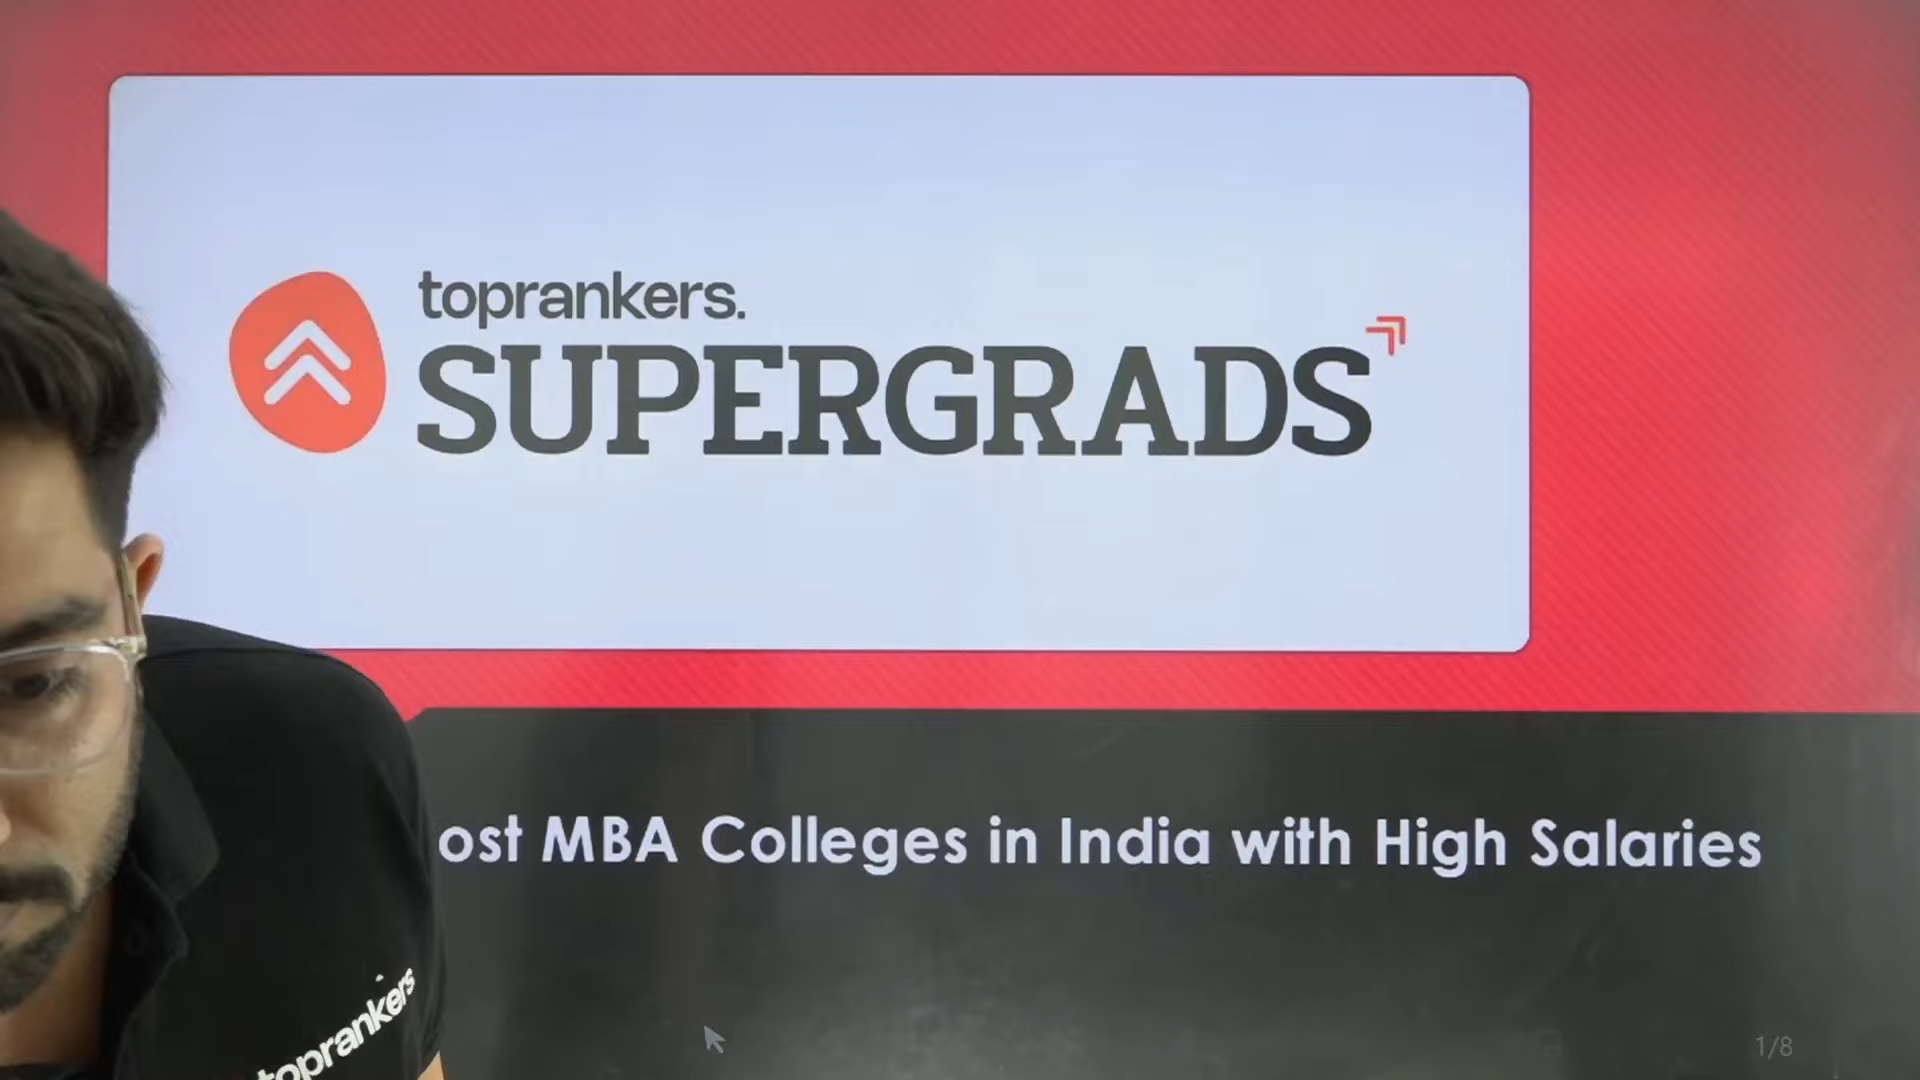 toprankers.
SUPERGRADS
ost MBA Colleges in India with High Salaries
toprankers
1/8